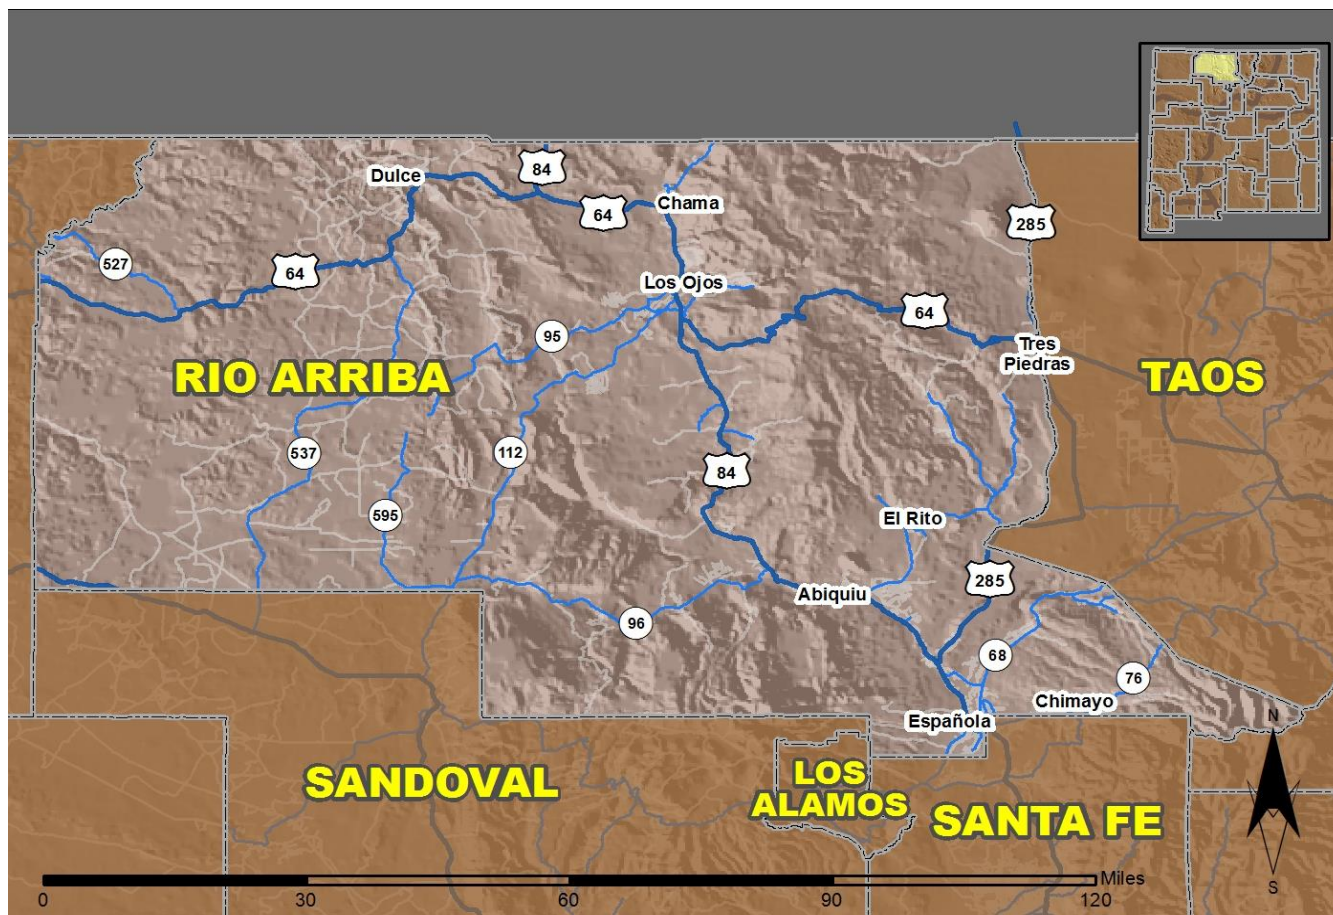 84
Dulce
64
Chama
285
527
64
Los Ojos
64
95
Tres
Piedras
RIO ARRIBA
TAOS
537
112
84
595
El Rito
285
Abiquiu
96
68
76
Chimayo
Española
N
SANDOVAL
LOS
ALAMOS
SANTA FE
Miles
S
0
30
60
90
120